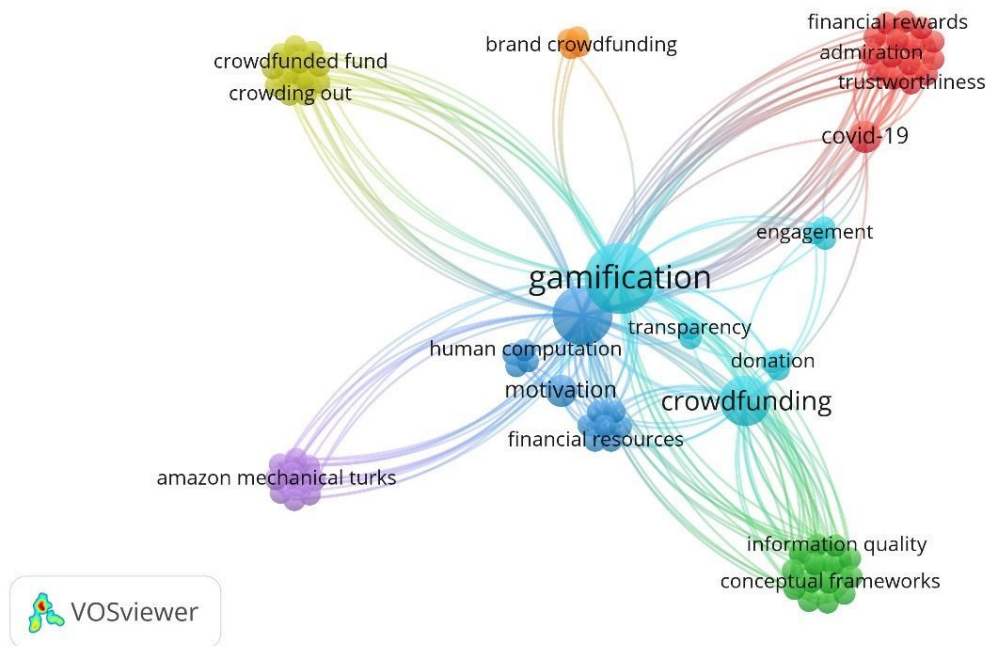 financial rewards
brand crowdfunding
admiration
crowdfunded fund
trustworthiness
crowding out
covid-19
engagement
gamification
transparency
human computation
donation
motivation
crowdfunding
financial resources
amazon mechanical turks
information quality
conceptual frameworks
VOSviewer